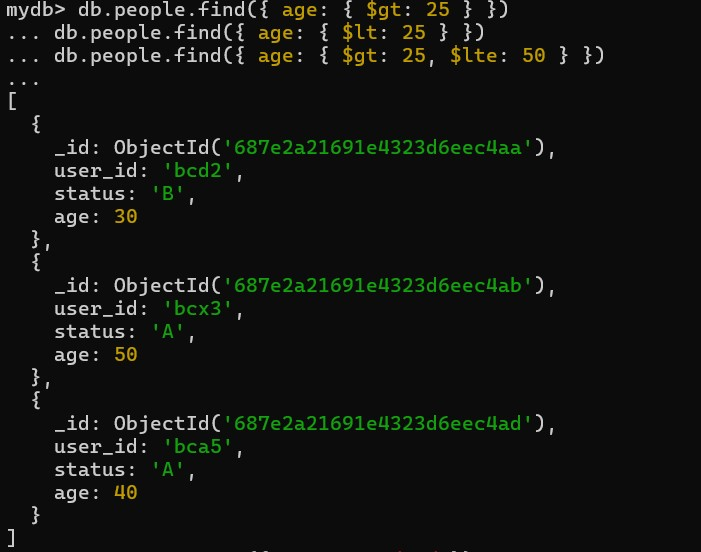 mydb> db.people.find({ age: { $gt: 25 } })
... db.people.find({ age: { $lt: 25 } })
... db.people.find({ age: { $gt: 25, $lte: 50 } })
...
[
  {
    _id: ObjectId('687e2a21691e4323d6eec4aa'),
    user_id: 'bcd2',
    status: 'B',
    age: 30
  },
  {
    _id: ObjectId('687e2a21691e4323d6eec4ab'),
    user_id: 'bcx3',
    status: 'A',
    age: 50
  },
  {
    _id: ObjectId('687e2a21691e4323d6eec4ad'),
    user_id: 'bca5',
    status: 'A',
    age: 40
  }
]